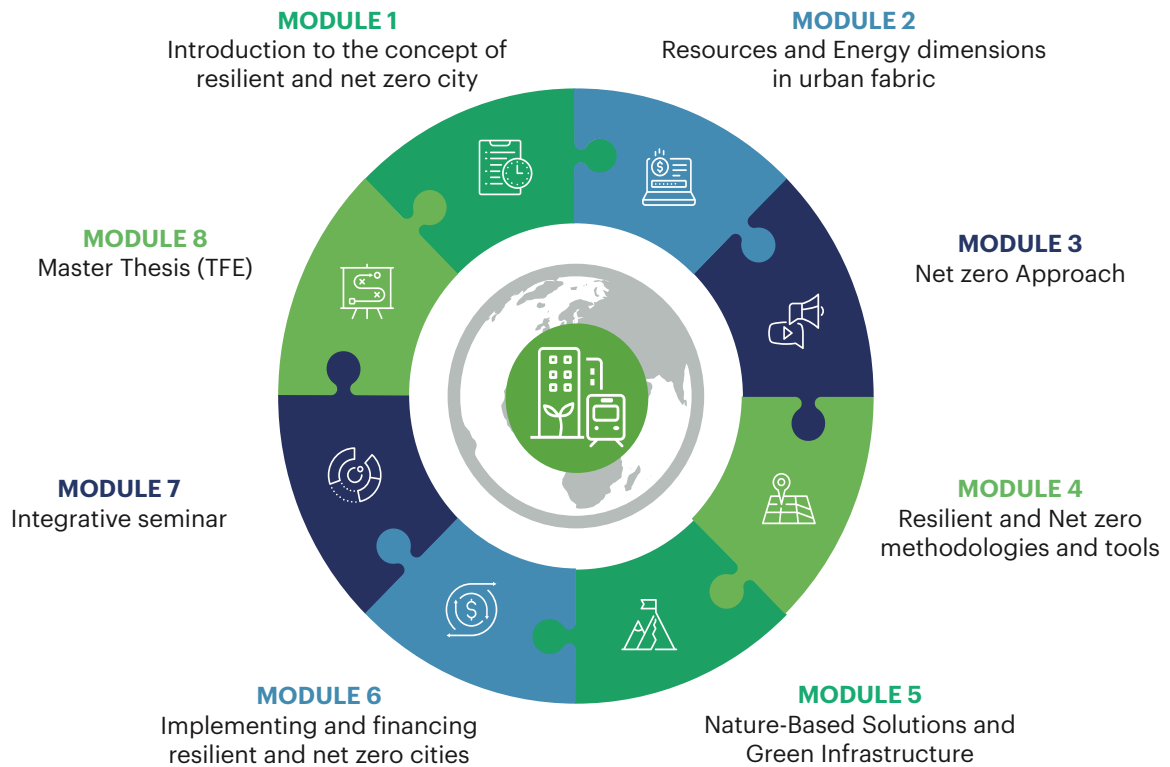 MODULE 1
Introduction to the concept of
resilient and net zero city
MODULE 2
Resources and Energy dimensions
in urban fabric
MODULE 3
Net zero Approach
MODULE 4
Resilient and Net zero
methodologies and tools
MODULE 5
Nature-Based Solutions and
Green Infrastructure
MODULE 6
Implementing and financing
resilient and net zero cities
MODULE 7
Integrative seminar
MODULE 8
Master Thesis (TFE)